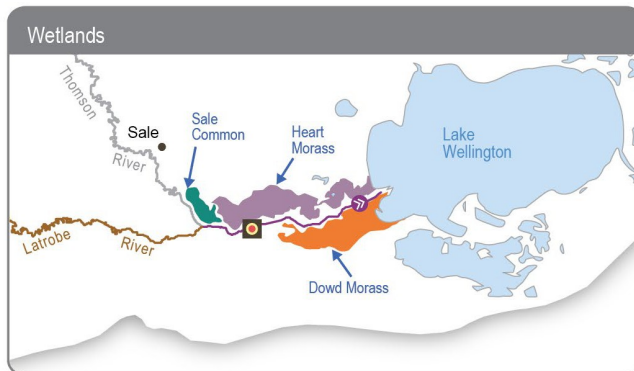 Wetlands
Thomson
River
Sale
Sale
Common
Heart
Morass
Lake
Wellington
Latrobe
River
Dowd Morass